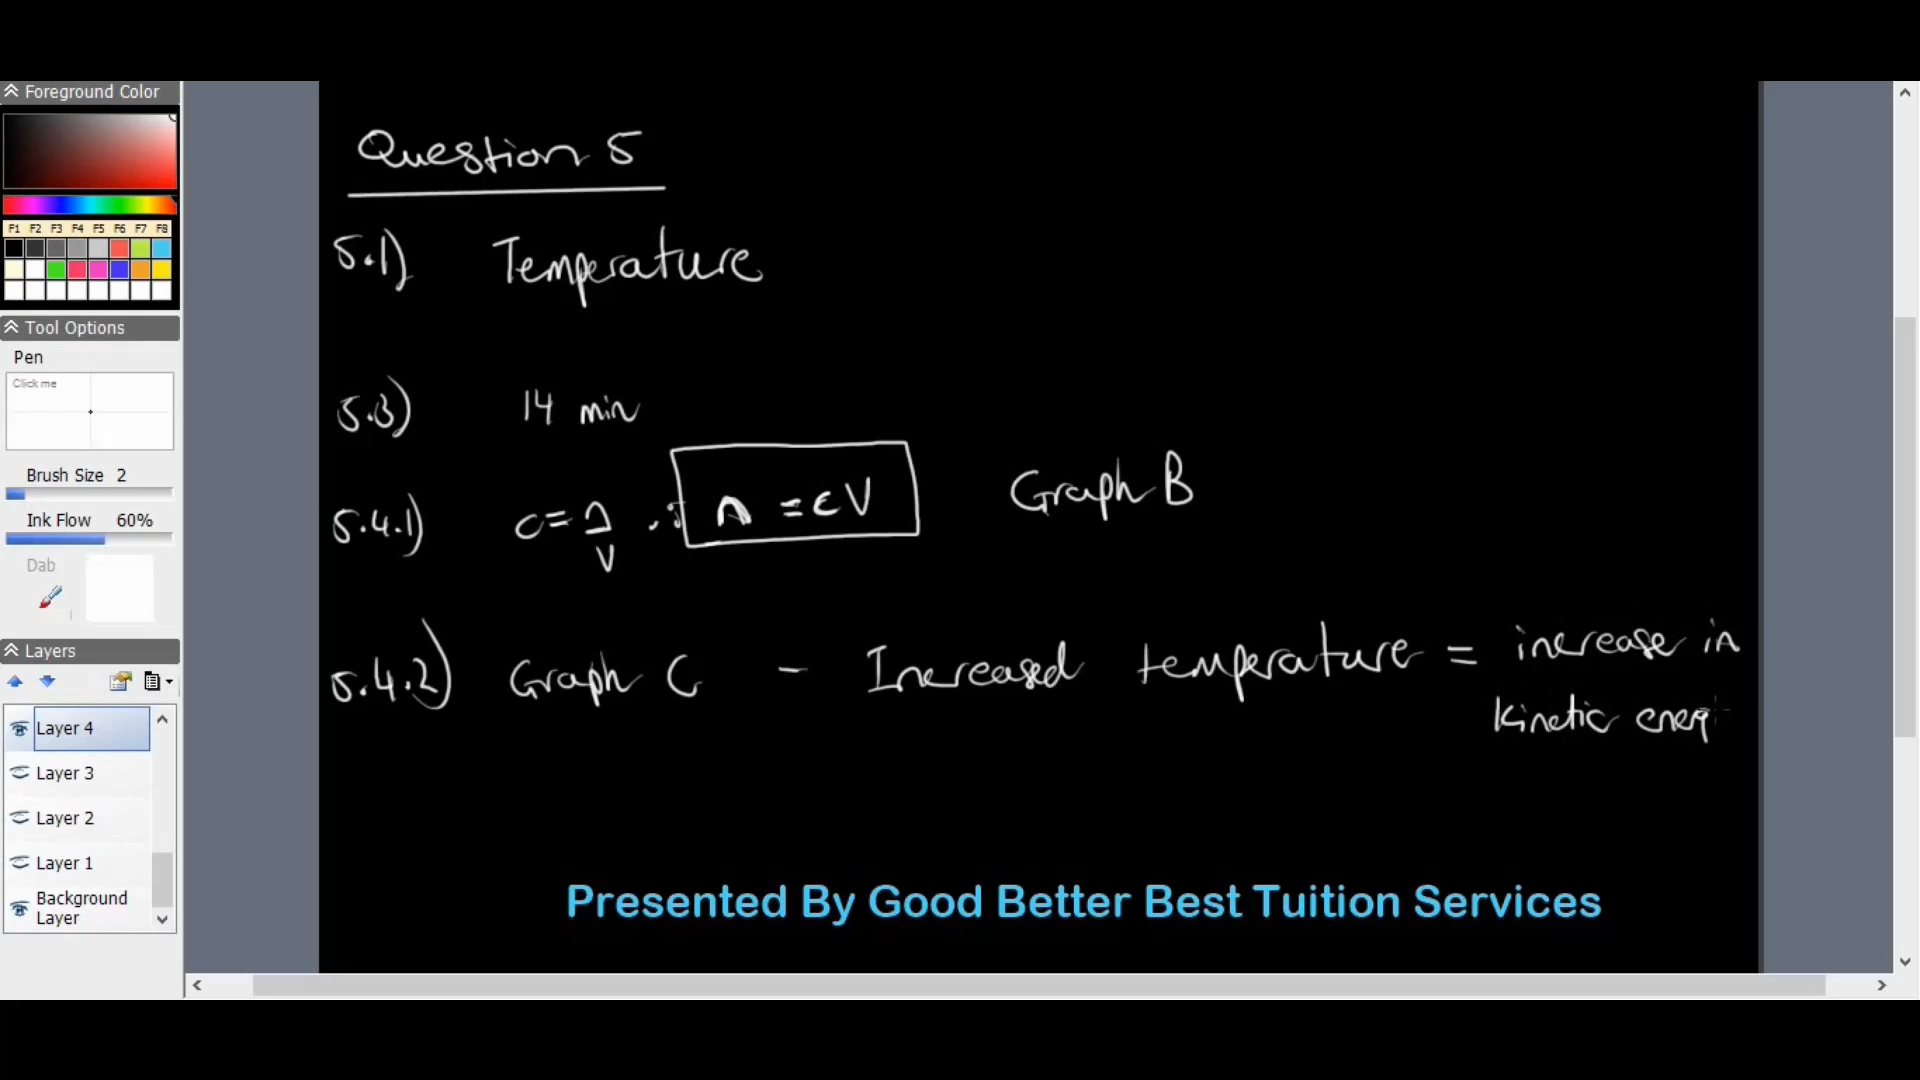 Foreground Color
F1 F2 F3 F4 F5 F6 F7 F8
Tool Options
Pen
Click me
Brush Size 2
Ink Flow 60%
Dab
Layers
Layer 4
Layer 3
Layer 2
Layer 1
Background
Layer
Question 5
5.1) Temperature
5.3) 14 min
5.4.1) c = n/V ∴ n = cV Graph B
5.4.2) Graph C - Increased temperature = increase in
kinetic energ
Presented By Good Better Best Tuition Services